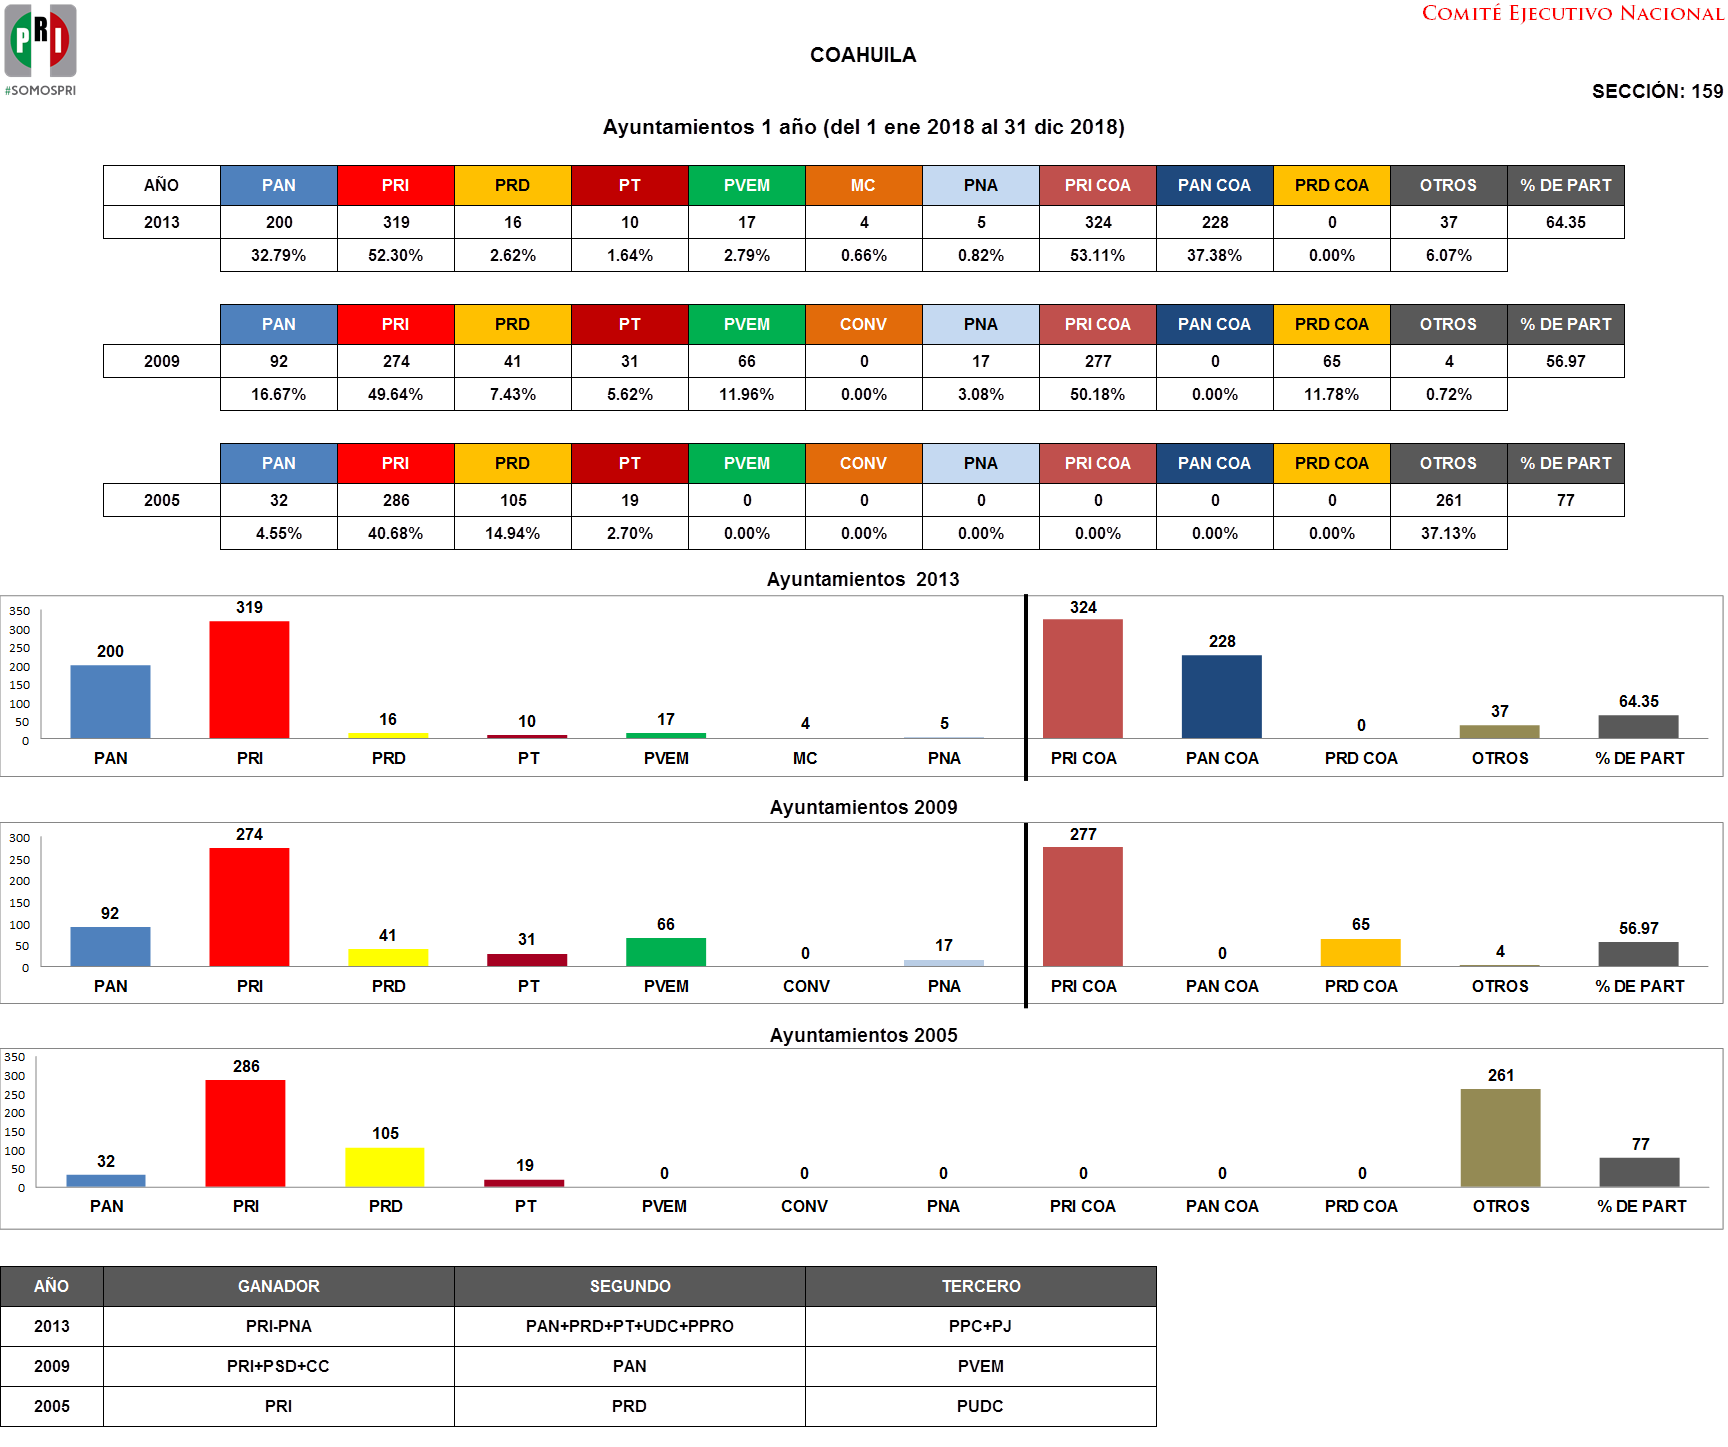 COMITÉ EJECUTIVO NACIONAL
PRI
#SOMOSPRI
COAHUILA
SECCIÓN: 159
Ayuntamientos 1 año (del 1 ene 2018 al 31 dic 2018)
AÑO PAN PRI PRD PT PVEM MC PNA PRI COA PAN COA PRD COA OTROS % DE PART
2013 200 319 16 10 17 4 5 324 228 0 37 64.35
32.79% 52.30% 2.62% 1.64% 2.79% 0.66% 0.82% 53.11% 37.38% 0.00% 6.07%
PAN PRI PRD PT PVEM CONV PNA PRI COA PAN COA PRD COA OTROS % DE PART
2009 92 274 41 31 66 0 17 277 0 65 4 56.97
16.67% 49.64% 7.43% 5.62% 11.96% 0.00% 3.08% 50.18% 0.00% 11.78% 0.72%
PAN PRI PRD PT PVEM CONV PNA PRI COA PAN COA PRD COA OTROS % DE PART
2005 32 286 105 19 0 0 0 0 0 0 261 77
4.55% 40.68% 14.94% 2.70% 0.00% 0.00% 0.00% 0.00% 0.00% 0.00% 37.13%
Ayuntamientos 2013
350
300
250
200
150
100
50
0
200 319 16 10 17 4 5 324 228 0 37 64.35
PAN PRI PRD PT PVEM MC PNA PRI COA PAN COA PRD COA OTROS % DE PART
Ayuntamientos 2009
300
250
200
150
100
50
0
92 274 41 31 66 0 17 277 0 65 4 56.97
PAN PRI PRD PT PVEM CONV PNA PRI COA PAN COA PRD COA OTROS % DE PART
Ayuntamientos 2005
350
300
250
200
150
100
50
0
32 286 105 19 0 0 0 0 0 0 261 77
PAN PRI PRD PT PVEM CONV PNA PRI COA PAN COA PRD COA OTROS % DE PART
AÑO GANADOR SEGUNDO TERCERO
2013 PRI-PNA PAN+PRD+PT+UDC+PPRO PPC+PJ
2009 PRI+PSD+CC PAN PVEM
2005 PRI PRD PUDC